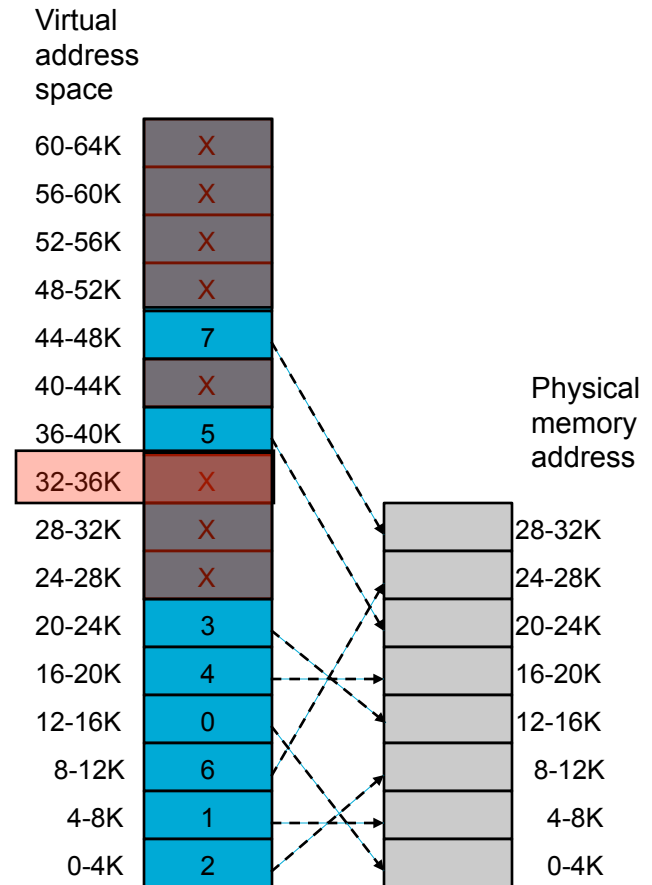 Virtual
address
space
60-64K X
56-60K X
52-56K X
48-52K X
44-48K 7
40-44K X
36-40K 5
32-36K X
28-32K X
24-28K X
20-24K 3
16-20K 4
12-16K 0
8-12K 6
4-8K 1
0-4K 2
Physical
memory
address
28-32K
24-28K
20-24K
16-20K
12-16K
8-12K
4-8K
0-4K